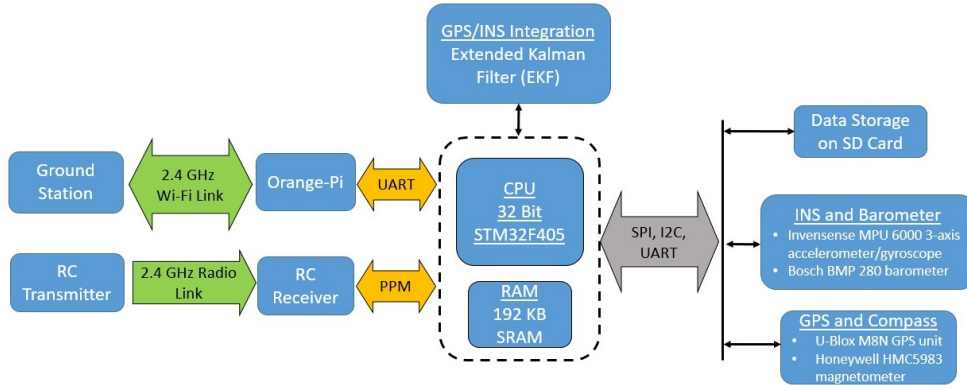 GPS/INS Integration
Extended Kalman
Filter (EKF)
Ground
Station
2.4 GHz
Wi-Fi Link
Orange-Pi
UART
RC
Transmitter
2.4 GHz Radio
Link
RC
Receiver
PPM
CPU
32 Bit
STM32F405
RAM
192 KB
SRAM
SPI, I2C,
UART
Data Storage
on SD Card
INS and Barometer
• Invensense MPU 6000 3-axis
accelerometer/gyroscope
• Bosch BMP 280 barometer
GPS and Compass
• U-Blox M8N GPS unit
• Honeywell HMC5983
magnetometer